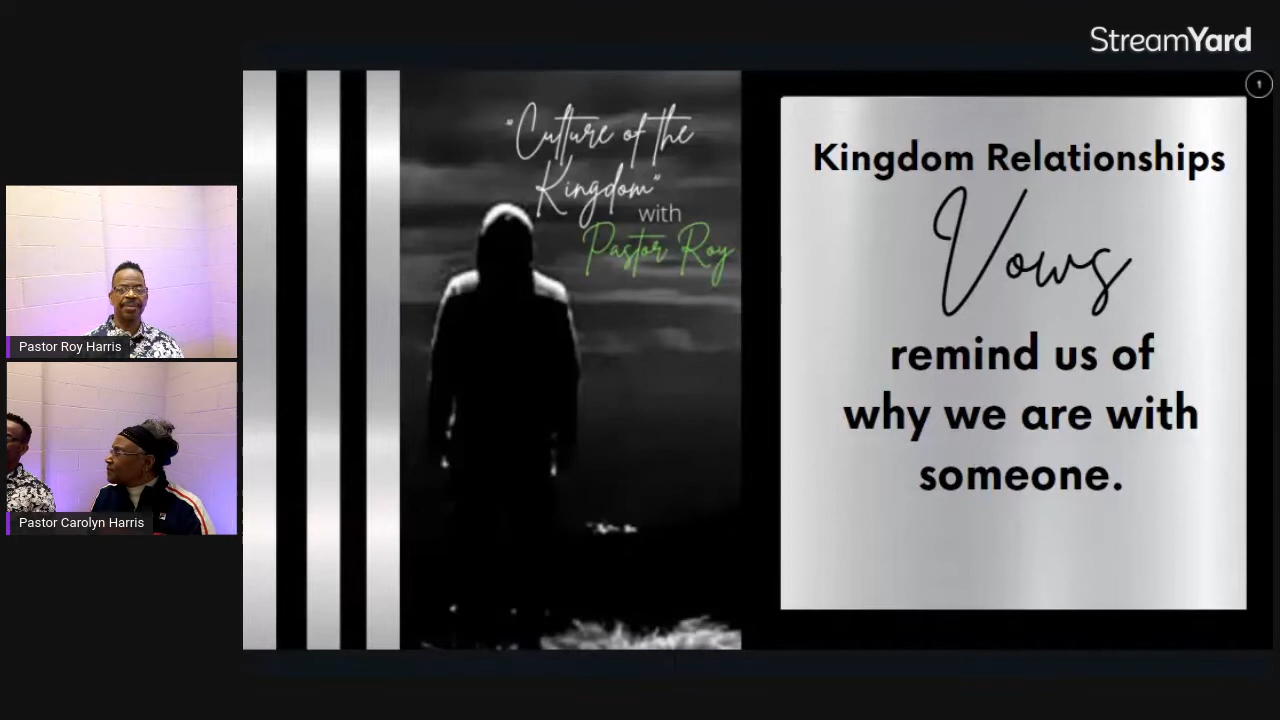 StreamYard
1
"Culture of the
Kingdom"
with
Pastor Roy
Kingdom Relationships
Vows
remind us of
why we are with
someone.
Pastor Roy Harris
Pastor Carolyn Harris